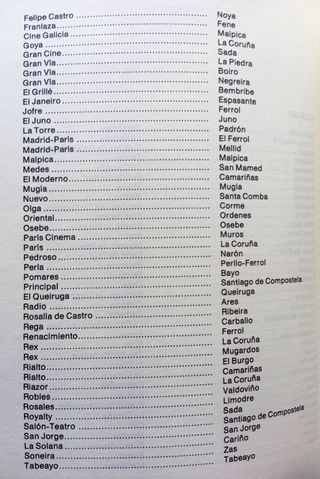 Felipe Castro ........ Noya
Franlaza ........ Fene
Cine Galicia ........ Malpica
Goya ........ La Coruña
Gran Cine ........ Sada
Gran Vía ........ La Piedra
Gran Vía ........ Boiro
Gran Vía ........ Negreira
El Grillé ........ Bembribe
El Janeiro ........ Espasante
Jofre ........ Ferrol
El Juno ........ Juno
La Torre ........ Padrón
Madrid-París ........ El Ferrol
Madrid-París ........ Mellid
Malpica ........ Malpica
Medes ........ San Mamed
El Moderno ........ Camariñas
Mugia ........ Mugia
Nuevo ........ Santa Comba
Olga ........ Corme
Oriental ........ Ordenes
Osebe ........ Osebe
París Cinema ........ Muros
París ........ La Coruña
Pedroso ........ Narón
Perla ........ Perlío-Ferrol
Pomares ........ Bayo
Principal ........ Santiago de Compostela
El Queiruga ........ Queiruga
Radio ........ Ares
Rosalia de Castro ........ Ribeira
Rega ........ Carballo
Renacimiento ........ Ferrol
Rex ........ La Coruña
Rex ........ Mugardos
Rialto ........ El Burgo
Rialto ........ Camariñas
Riazor ........ La Coruña
Robles ........ Valdoviño
Rosales ........ Limodre
Royalty ........ Sada
Salón-Teatro ........ Santiago de Compostela
San Jorge ........ San Jorge
La Solana ........ Cariño
Soneira ........ Zas
Tabeayo ........ Tabeayo